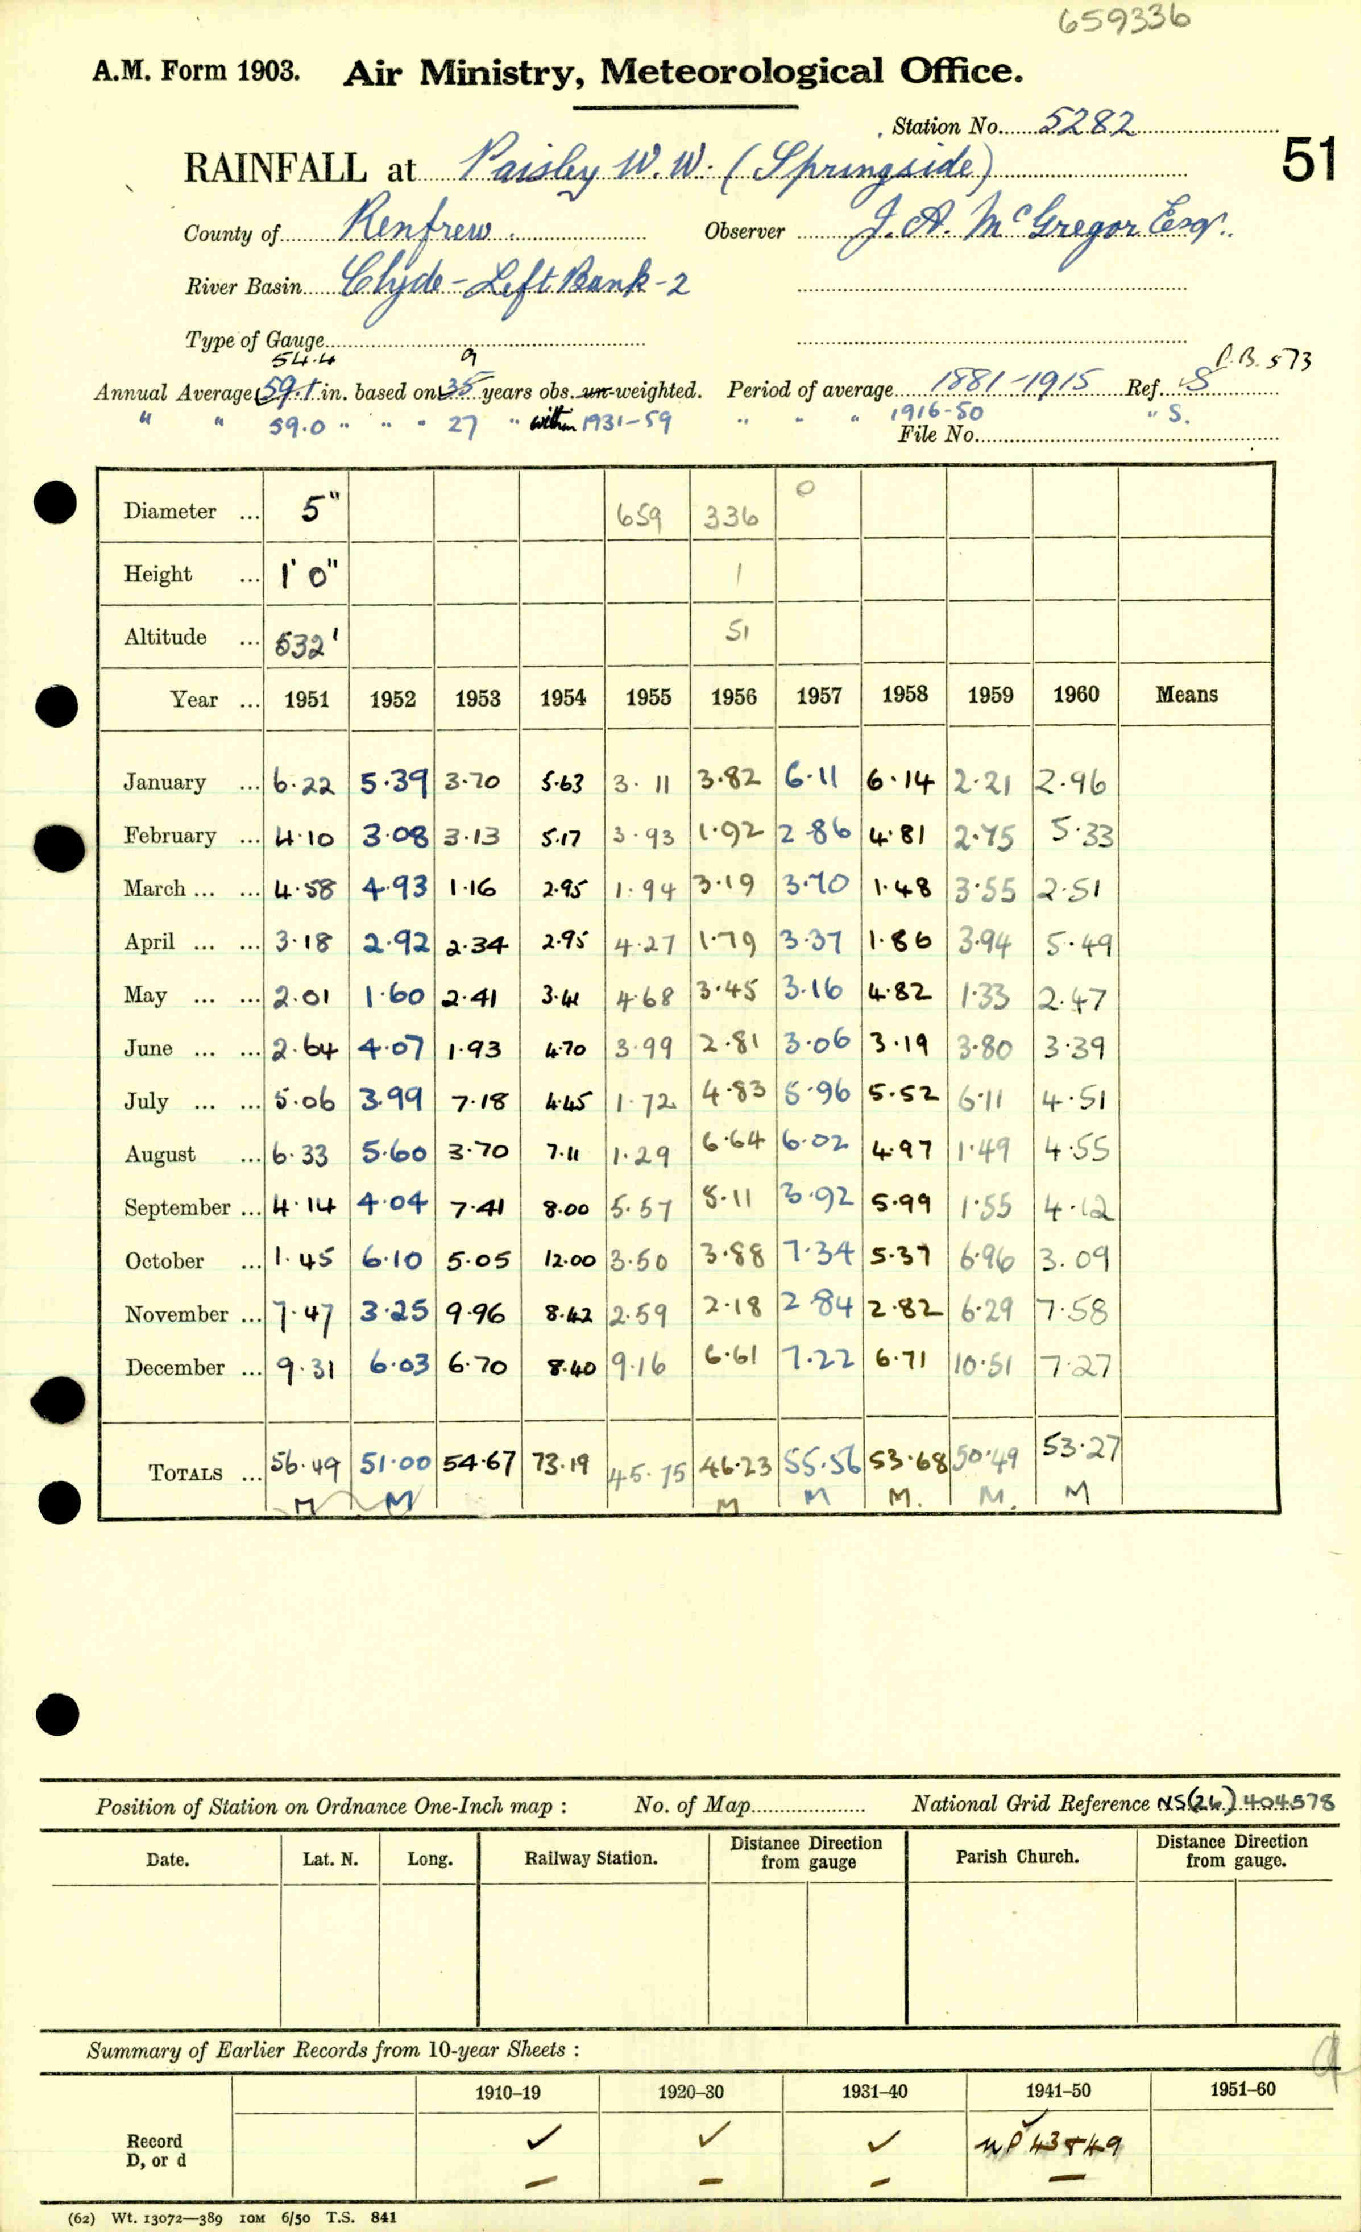 659336
A.M. Form 1903. Air Ministry, Meteorological Office.
Station No. 5282
51
RAINFALL at Paisley W.W. (Springside)
County of Renfrew. Observer J. A. McGregor Esqr.
River Basin Clyde - Left Bank - 2
Type of Gauge
54.4 9 P.B. 573
Annual Average 59.1 in. based on 35 years obs. un-weighted. Period of average 1881-1915 Ref. S
" " 59.0 " " " 27 " within 1931-59 " " " 1916-50 " S.
File No.
Diameter ... 5" 659 336 0
Height ... 1' 0" 1
Altitude ... 532' 51
Year ... 1951 1952 1953 1954 1955 1956 1957 1958 1959 1960 Means
January ... 6.22 5.39 3.70 5.63 3.11 3.82 6.11 6.14 2.21 2.96
February ... 4.10 3.08 3.13 5.17 3.93 1.92 2.86 4.81 2.75 5.33
March ... ... 4.58 4.93 1.16 2.95 1.94 3.19 3.70 1.48 3.55 2.51
April ... ... 3.18 2.92 2.34 2.95 4.27 1.79 3.37 1.86 3.94 5.49
May ... ... 2.01 1.60 2.41 3.41 4.68 3.45 3.16 4.82 1.33 2.47
June ... ... 2.64 4.07 1.93 4.70 3.99 2.81 3.06 3.19 3.80 3.39
July ... ... 5.06 3.99 7.18 4.45 1.72 4.83 5.96 5.52 6.11 4.51
August ... 6.33 5.60 3.70 7.11 1.29 6.64 6.02 4.97 1.49 4.55
September ... 4.14 4.04 7.41 8.00 5.57 5.11 3.92 5.99 1.55 4.12
October ... 1.45 6.10 5.05 12.00 3.50 3.88 7.34 5.37 6.96 3.09
November ... 7.47 3.25 9.96 8.42 2.59 2.18 2.84 2.82 6.29 7.58
December ... 9.31 6.03 6.70 8.40 9.16 6.61 7.22 6.71 10.51 7.27
TOTALS ... 56.49 51.00 54.67 73.19 45.75 46.23 55.56 53.68 50.49 53.27
M M M M M. M. M
Position of Station on Ordnance One-Inch map : No. of Map National Grid Reference NS(26) 404578
Date. Lat. N. Long. Railway Station. Distance Direction from gauge Parish Church. Distance Direction from gauge.
Summary of Earlier Records from 10-year Sheets :
1910-19 1920-30 1931-40 1941-50 1951-60
Record ✓ ✓ ✓ ✓ 43 & 49
D, or d – – – –
(62) Wt. 13072—389 10M 6/50 T.S. 841